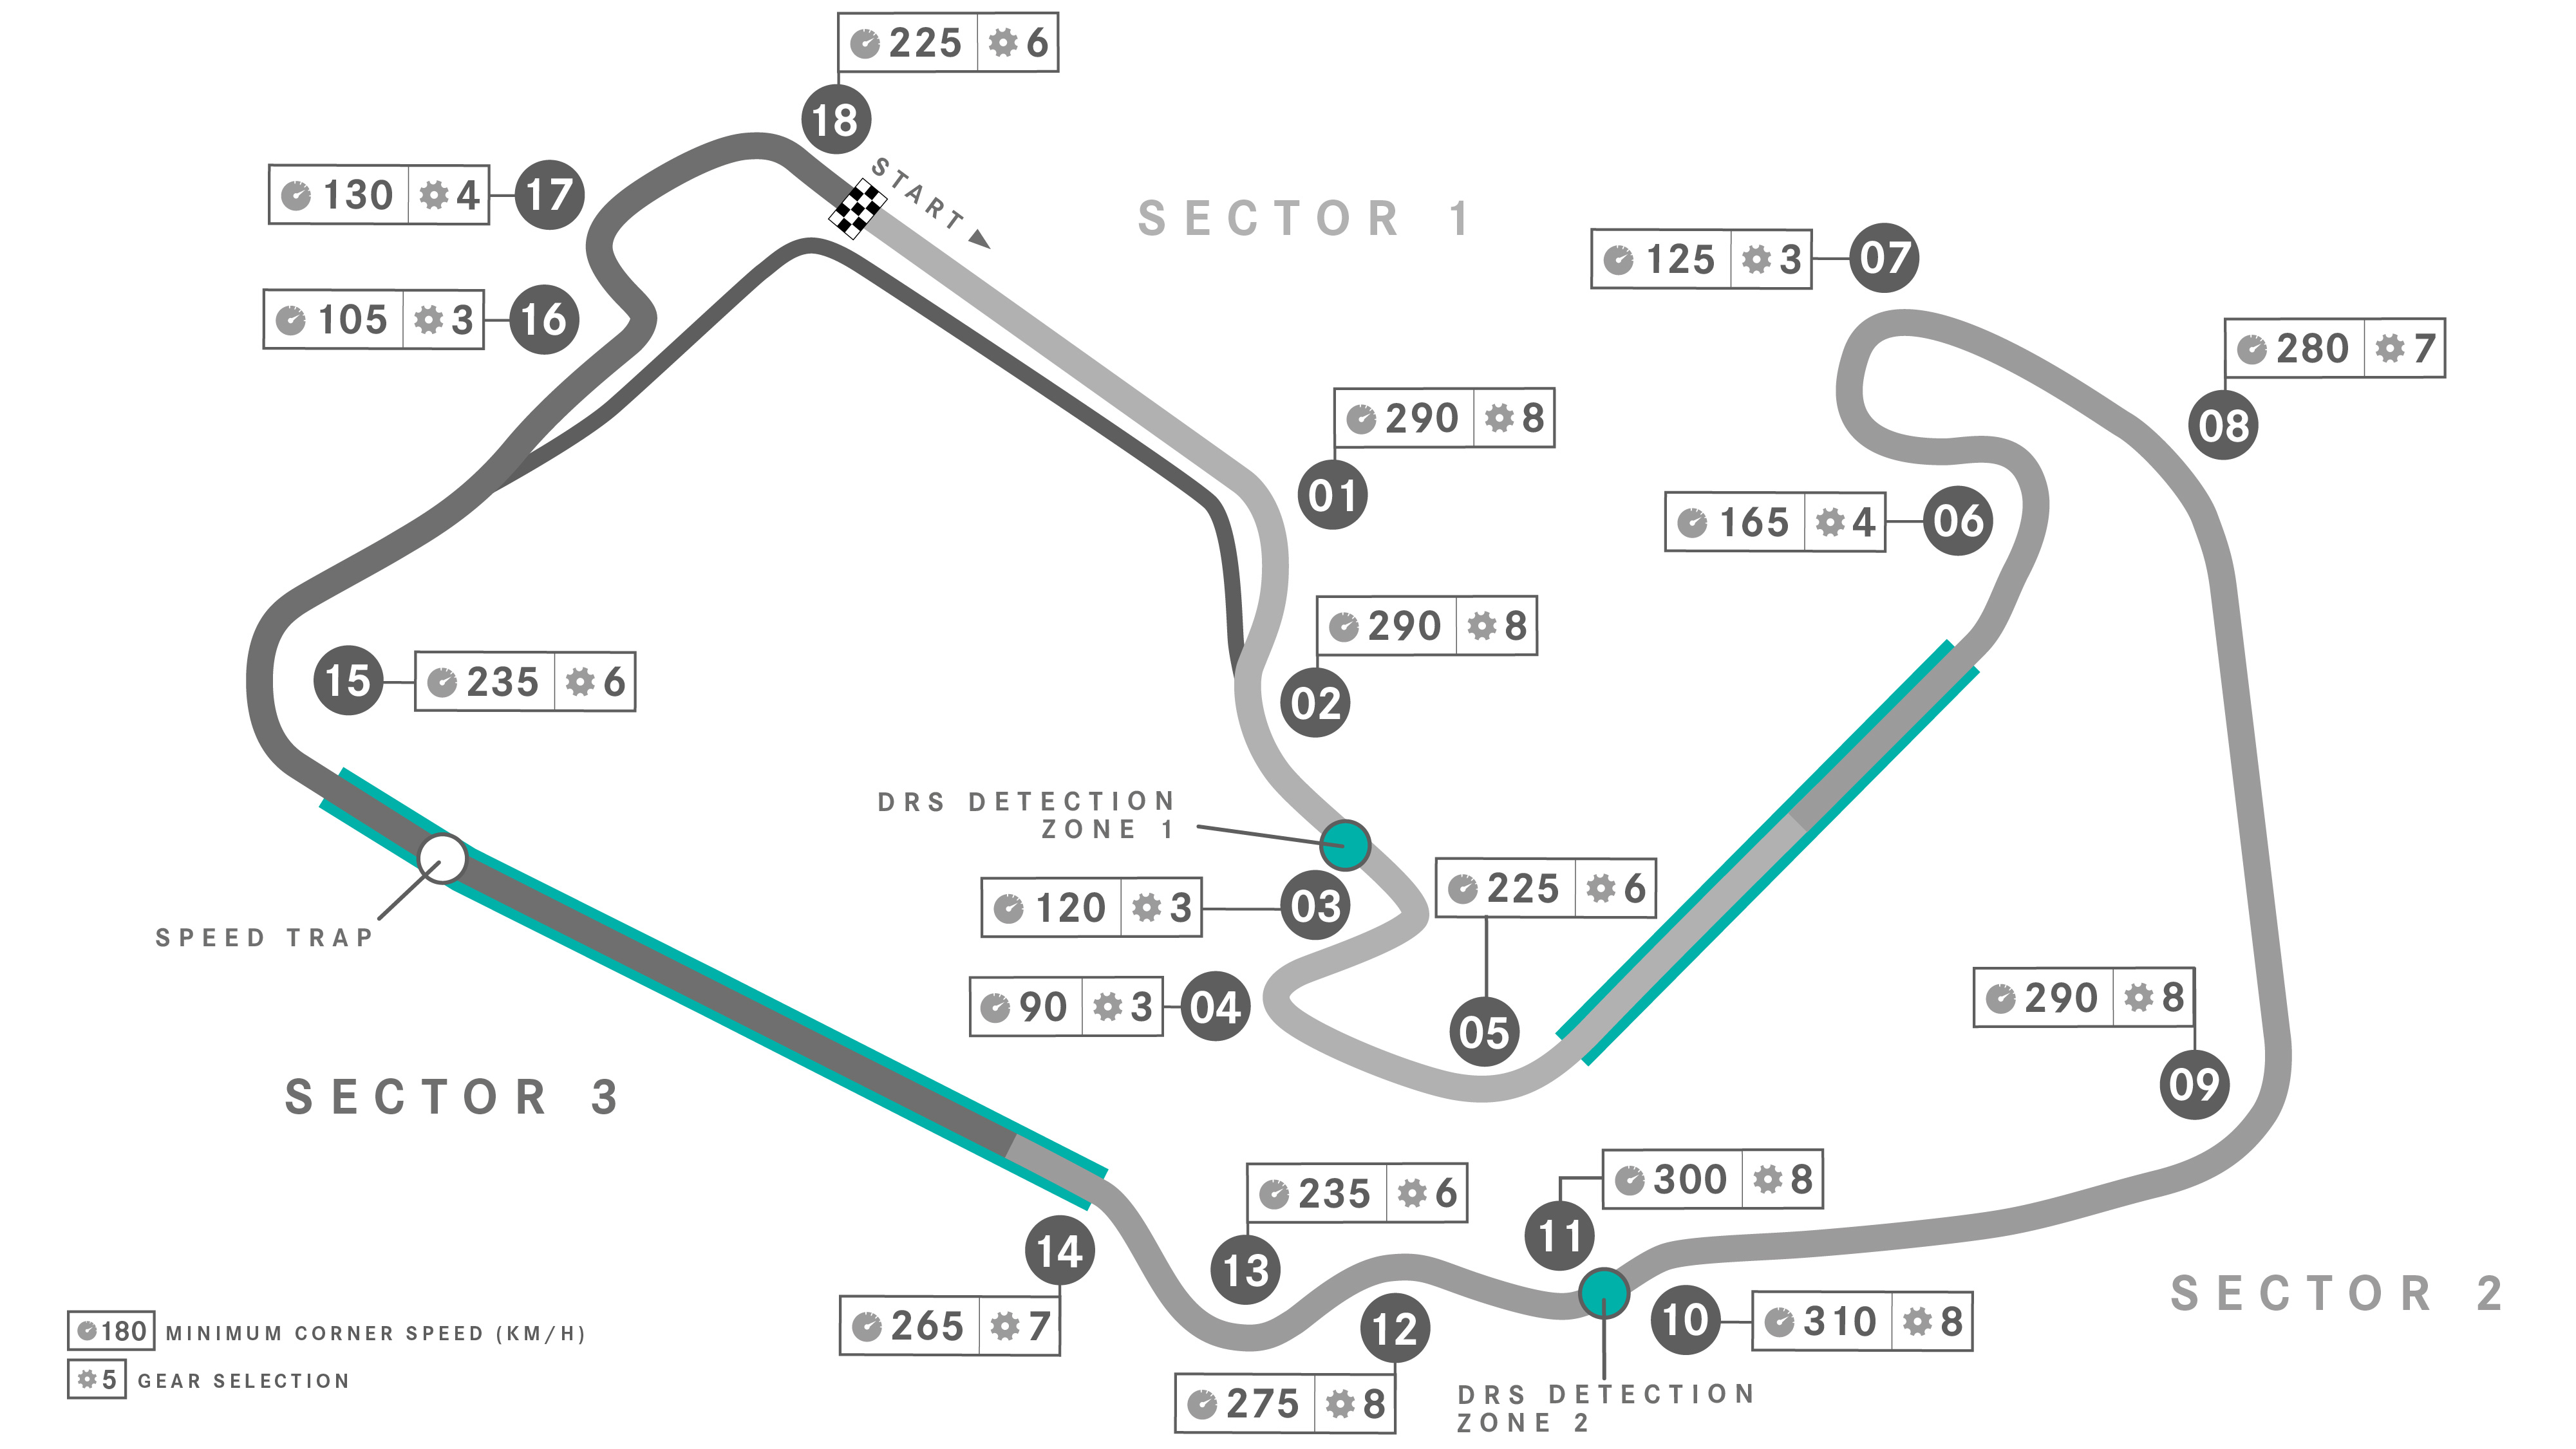 225 6
18
START
130 4 17
SECTOR 1
125 3 07
105 3 16
280 7
08
290 8
01
165 4 06
290 8
02
15 235 6
DRS DETECTION
ZONE 1
120 3 03
225 6
05
SPEED TRAP
90 3 04
290 8
09
SECTOR 3
300 8
11
235 6
13
14
265 7
SECTOR 2
10 310 8
12
275 8
DRS DETECTION
ZONE 2
180 MINIMUM CORNER SPEED (KM/H)
5 GEAR SELECTION